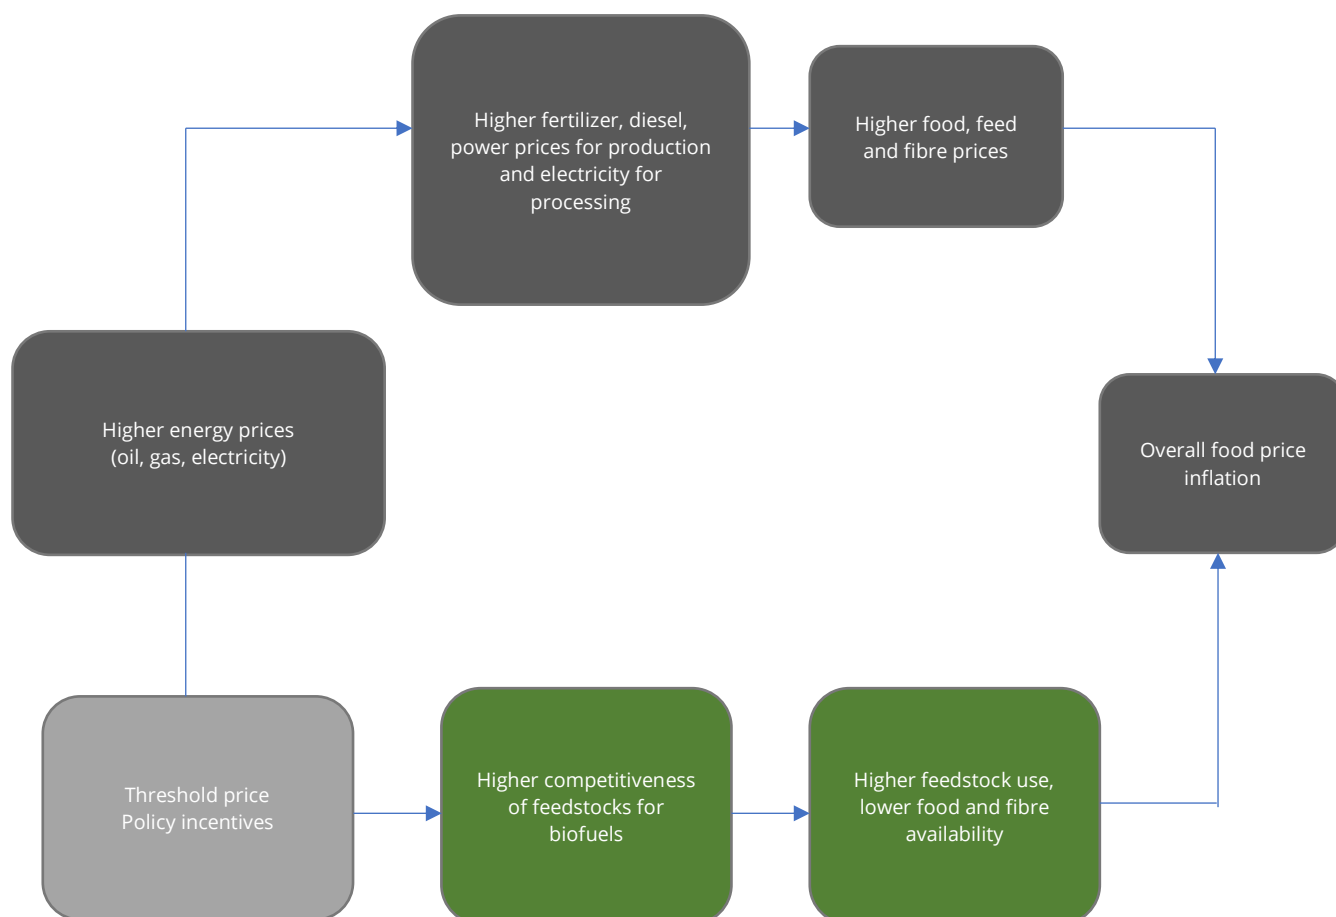 Higher fertilizer, diesel,
power prices for production
and electricity for
processing
Higher food, feed
and fibre prices
Higher energy prices
(oil, gas, electricity)
Overall food price
inflation
Threshold price
Policy incentives
Higher competitiveness
of feedstocks for
biofuels
Higher feedstock use,
lower food and fibre
availability